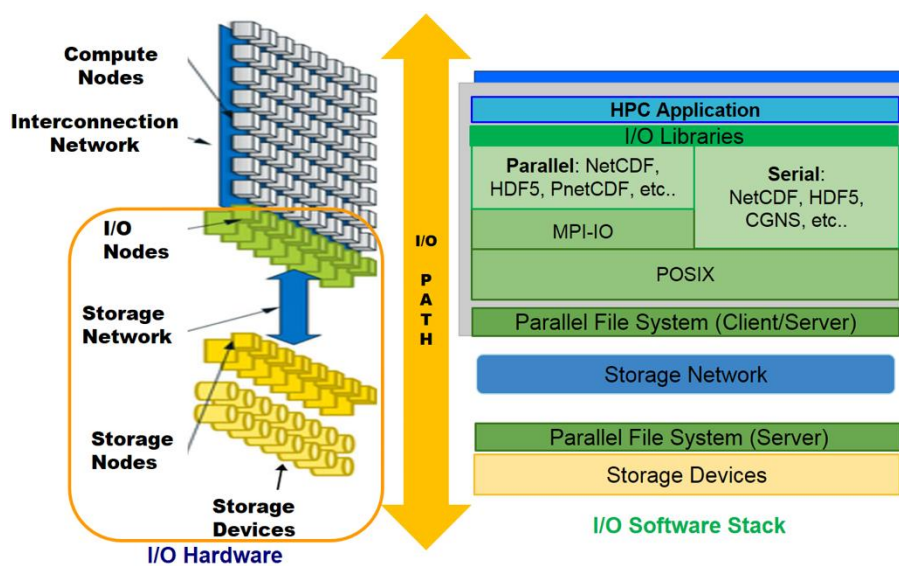 Compute
Nodes
Interconnection
Network
I/O
Nodes
Storage
Network
Storage
Nodes
Storage
Devices
I/O Hardware
I/O
P
A
T
H
HPC Application
I/O Libraries
Parallel: NetCDF,
HDF5, PnetCDF, etc..
Serial:
NetCDF, HDF5,
CGNS, etc..
MPI-IO
POSIX
Parallel File System (Client/Server)
Storage Network
Parallel File System (Server)
Storage Devices
I/O Software Stack